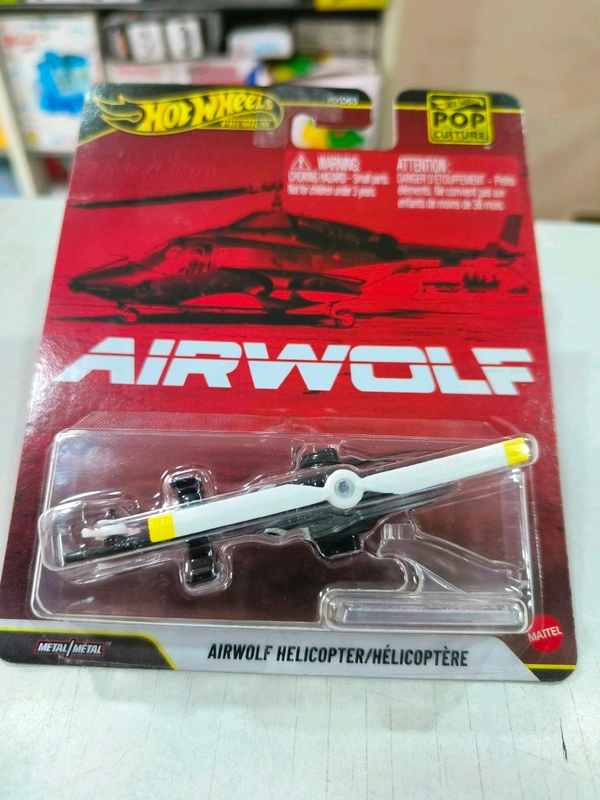 HOT WHEELS
POP
CULTURE
WARNING:
CHOKING HAZARD - Small parts
Not for children under 3 years.
ATTENTION:
DANGER D'ÉTOUFFEMENT – Petits
éléments. Ne convient pas aux
enfants de moins de 36 mois.
AIRWOLF
MATTEL
METAL/MÉTAL™
AIRWOLF HELICOPTER/HÉLICOPTÈRE